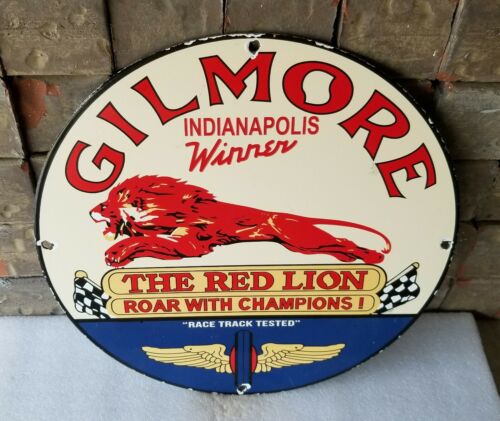 GILMORE
INDIANAPOLIS
Winner
THE RED LION
ROAR WITH CHAMPIONS!
"RACE TRACK TESTED"